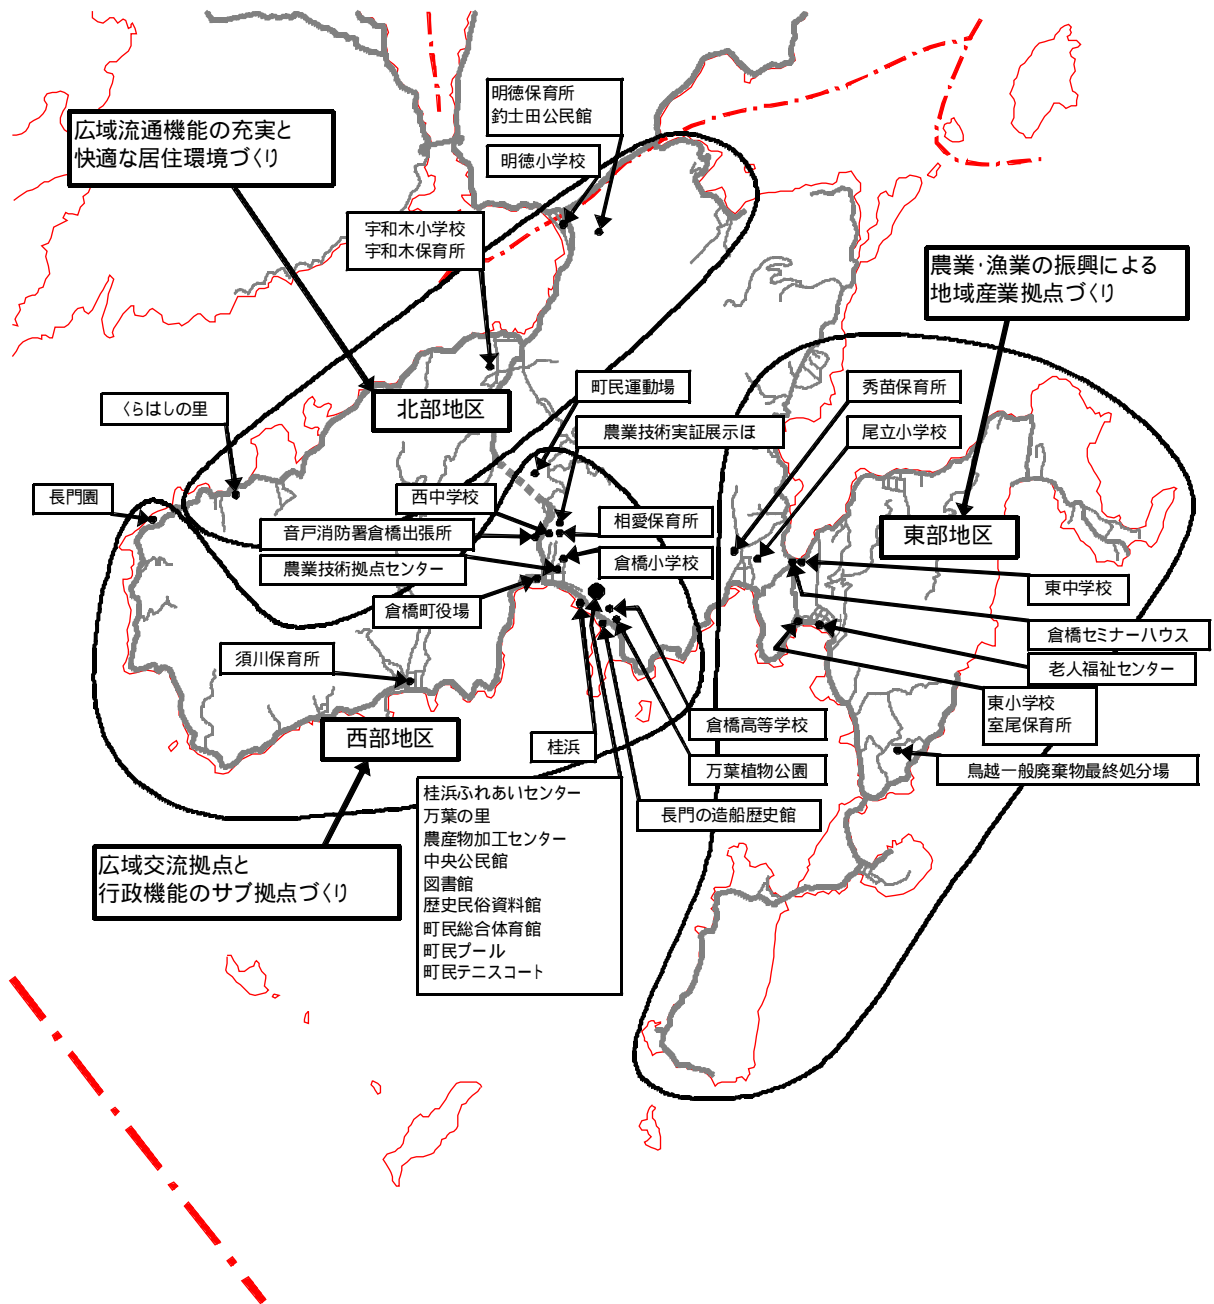 明徳保育所
釣士田公民館
明徳小学校
広域流通機能の充実と
快適な居住環境づくり
宇和木小学校
宇和木保育所
農業・漁業の振興による
地域産業拠点づくり
北部地区
くらはしの里
町民運動場
農業技術実証展示ほ
秀苗保育所
尾立小学校
長門園
西中学校
相愛保育所
音戸消防署倉橋出張所
農業技術拠点センター
倉橋小学校
東部地区
東中学校
倉橋町役場
倉橋セミナーハウス
須川保育所
老人福祉センター
東小学校
室尾保育所
西部地区
倉橋高等学校
桂浜
万葉植物公園
鳥越一般廃棄物最終処分場
長門の造船歴史館
桂浜ふれあいセンター
万葉の里
農産物加工センター
中央公民館
図書館
歴史民俗資料館
町民総合体育館
町民プール
町民テニスコート
広域交流拠点と
行政機能のサブ拠点づくり